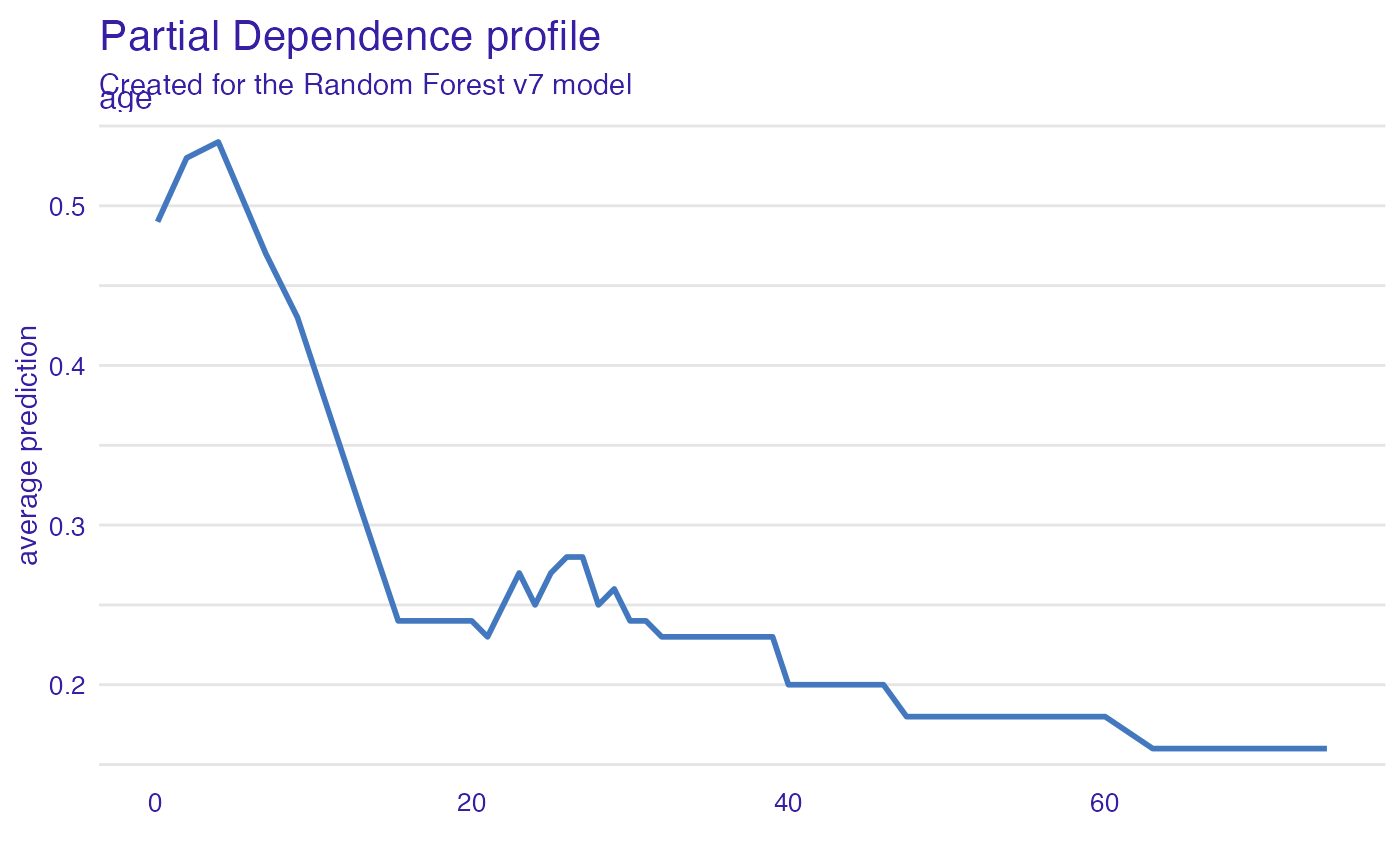 Partial Dependence profile
Created for the Random Forest v7 model
age
average prediction
0.5
0.4
0.3
0.2
0 20 40 60